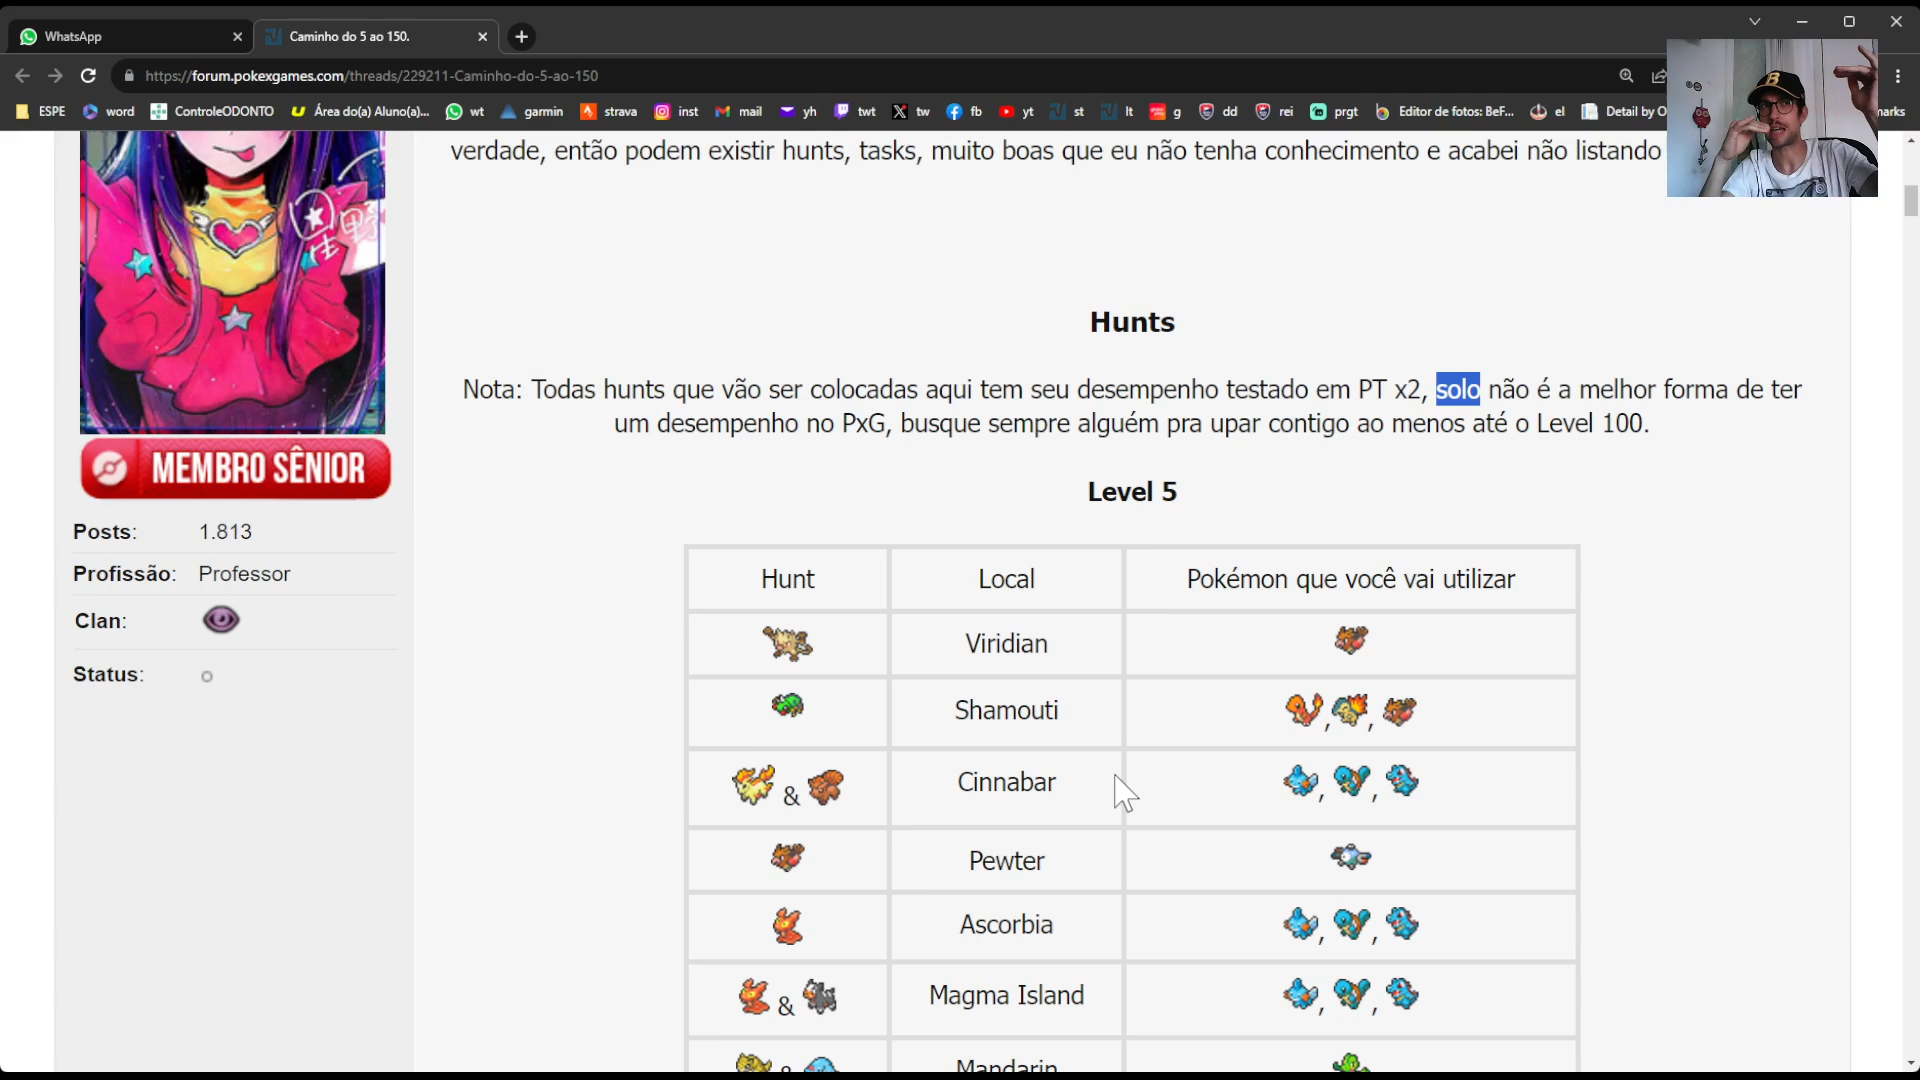 WhatsApp
Caminho do 5 ao 150.
https://forum.pokexgames.com/threads/229211-Caminho-do-5-ao-150
ESPE word ControleODONTO Área do(a) Aluno(a)... wt garmin strava inst mail yh twt tw fb yt st lt g dd rei prgt Editor de fotos: BeF... el Detail by O marks
verdade, então podem existir hunts, tasks, muito boas que eu não tenha conhecimento e acabei não listando
Hunts
Nota: Todas hunts que vão ser colocadas aqui tem seu desempenho testado em PT x2, solo não é a melhor forma de ter
um desempenho no PxG, busque sempre alguém pra upar contigo ao menos até o Level 100.
MEMBRO SÊNIOR
Level 5
Posts: 1.813
Profissão: Professor
Clan:
Status:
Hunt Local Pokémon que você vai utilizar
Viridian
Shamouti
, ,
& Cinnabar , ,
Pewter
Ascorbia , ,
& Magma Island , ,
& Mandarin